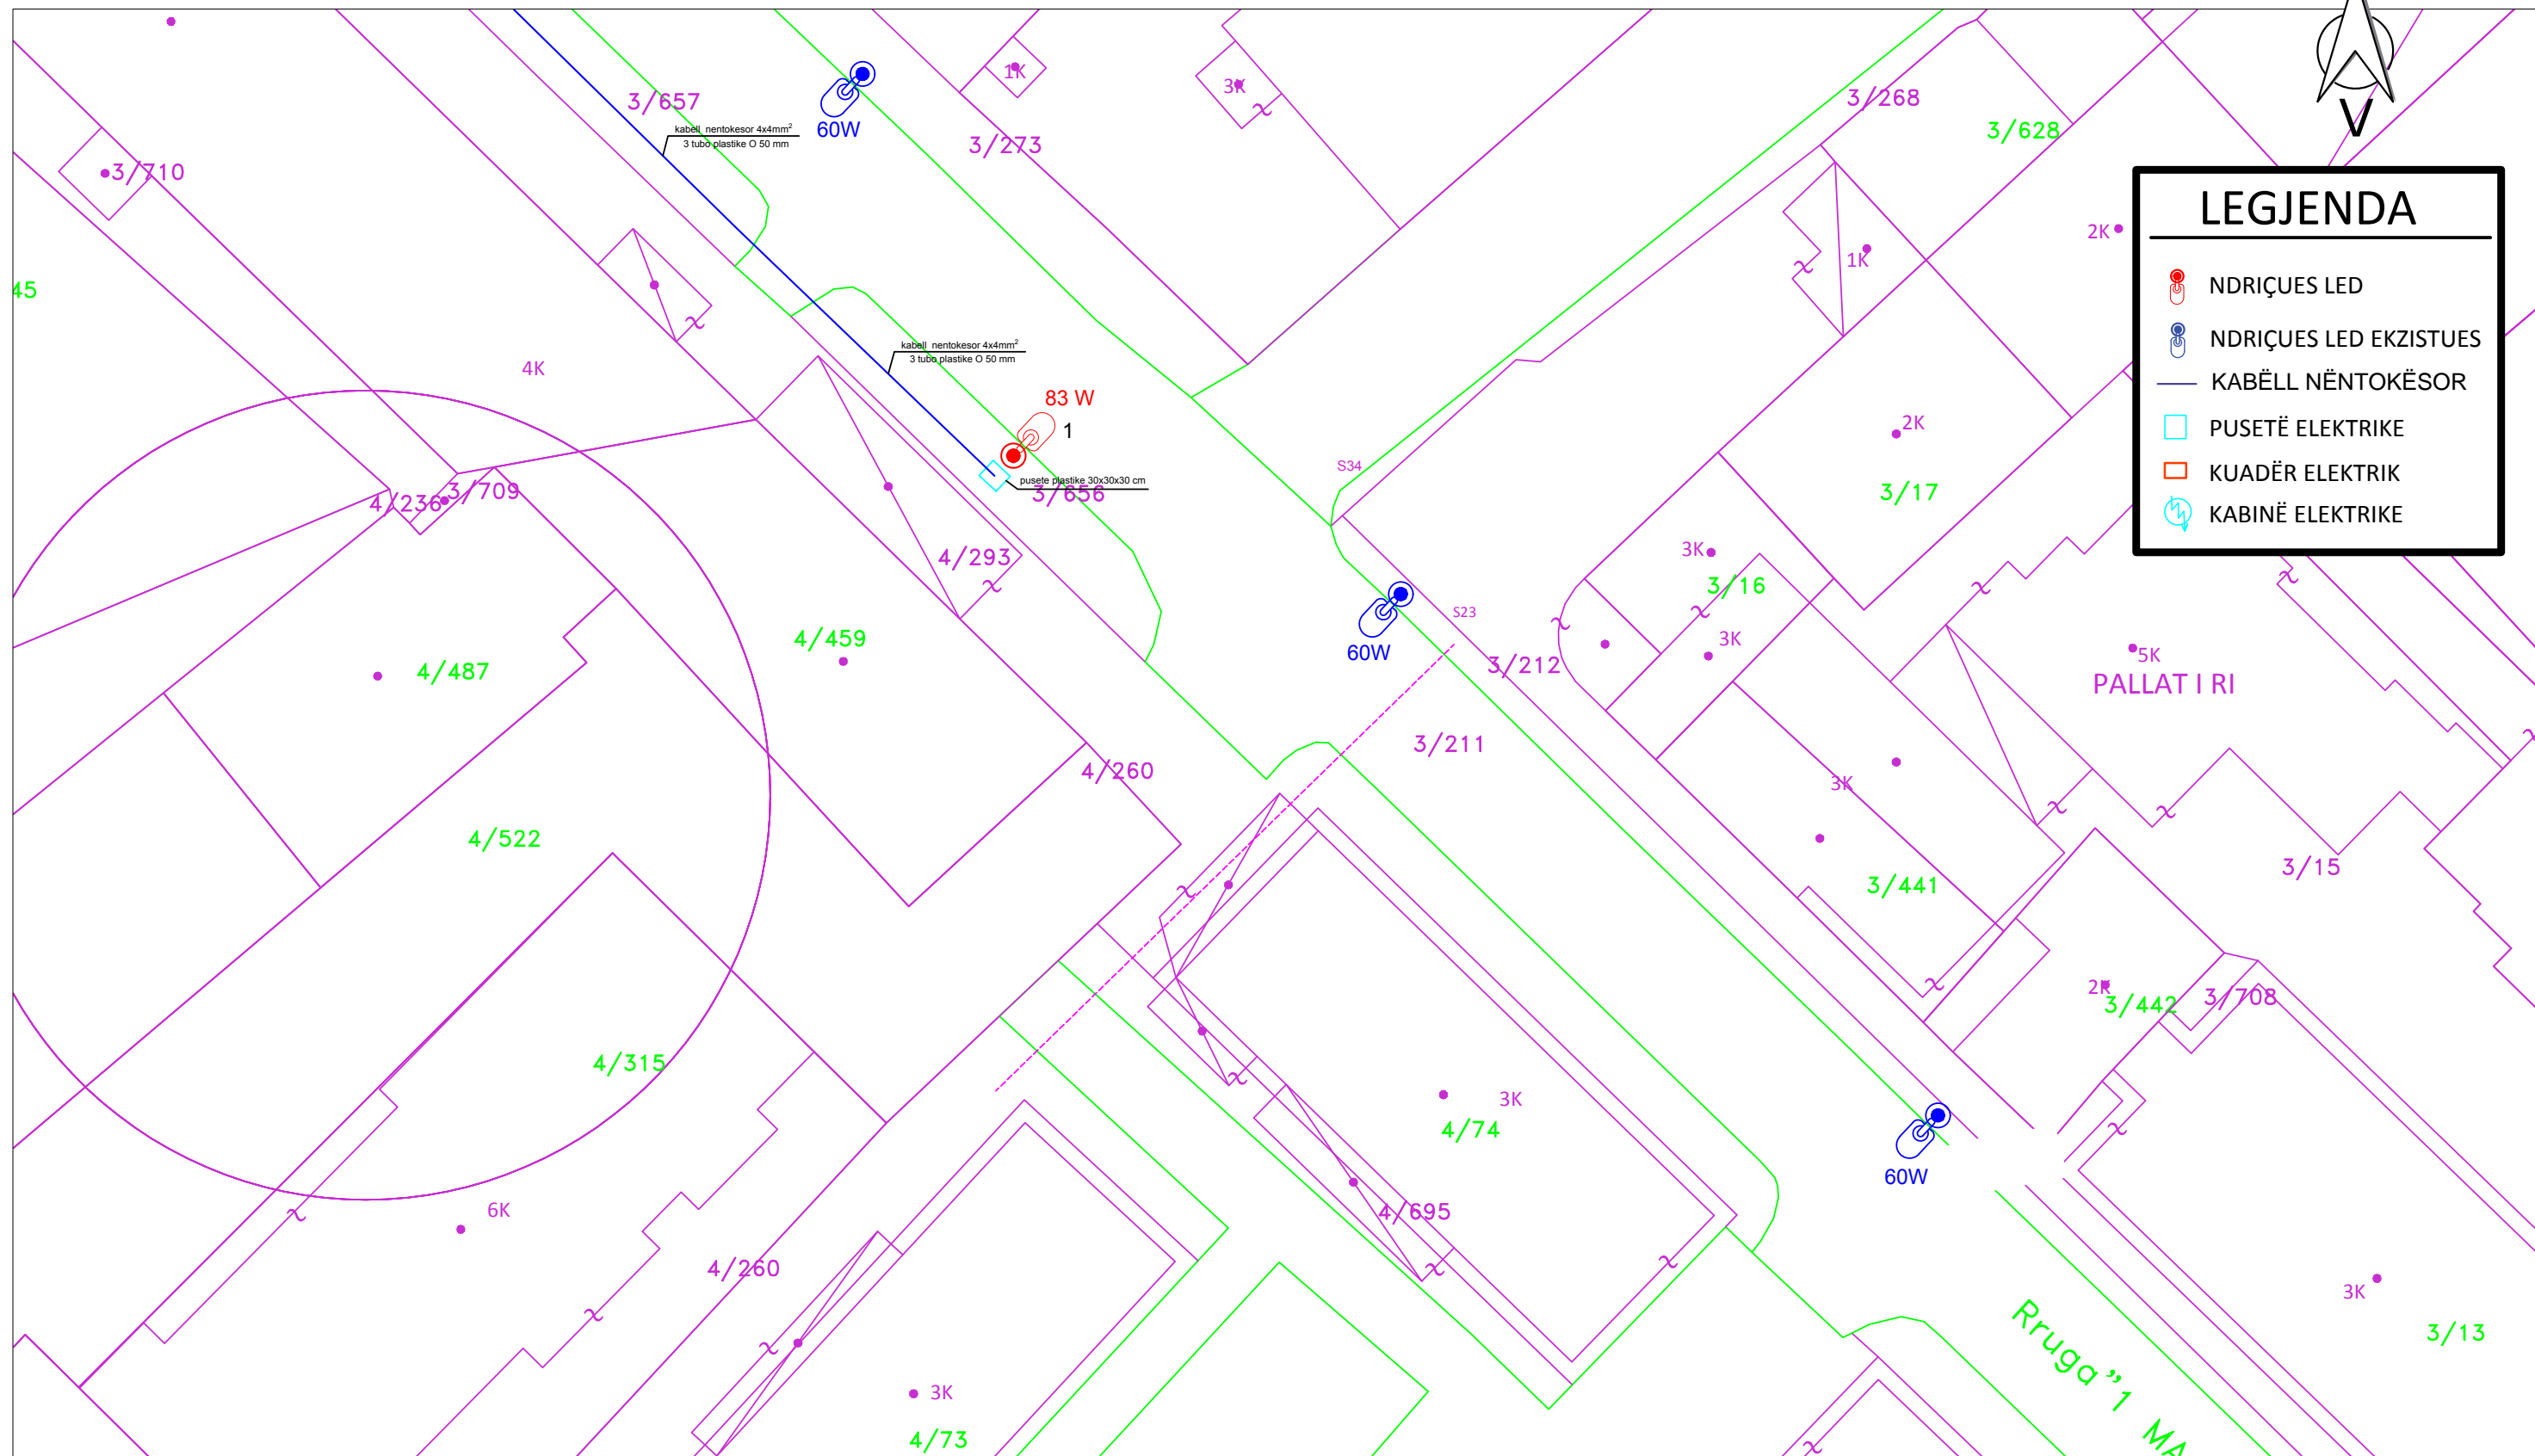 V
LEGJENDA
NDRIÇUES LED
NDRIÇUES LED EKZISTUES
KABËLL NËNTOKËSOR
PUSETË ELEKTRIKE
KUADËR ELEKTRIK
KABINË ELEKTRIKE
3/657
kabell nentokesor 4x4mm²
3 tubo plastike O 50 mm
60W
1K
3/273
3K
3/268
3/628
3/710
2K
1K
45
4K
kabell nentokesor 4x4mm²
3 tubo plastike O 50 mm
83 W
1
pusete plastike 30x30x30 cm
3/656
S34
2K
3/17
4/236
3/709
4/293
3K
3/16
3K
60W
S23
3/212
4/459
4/487
5K
PALLAT I RI
3/211
4/260
3K
4/522
3/15
3/441
2K
3/442
3/708
4/315
3K
4/74
60W
6K
4/695
4/260
3K
3/13
Rruga "1 MA
3K
4/73